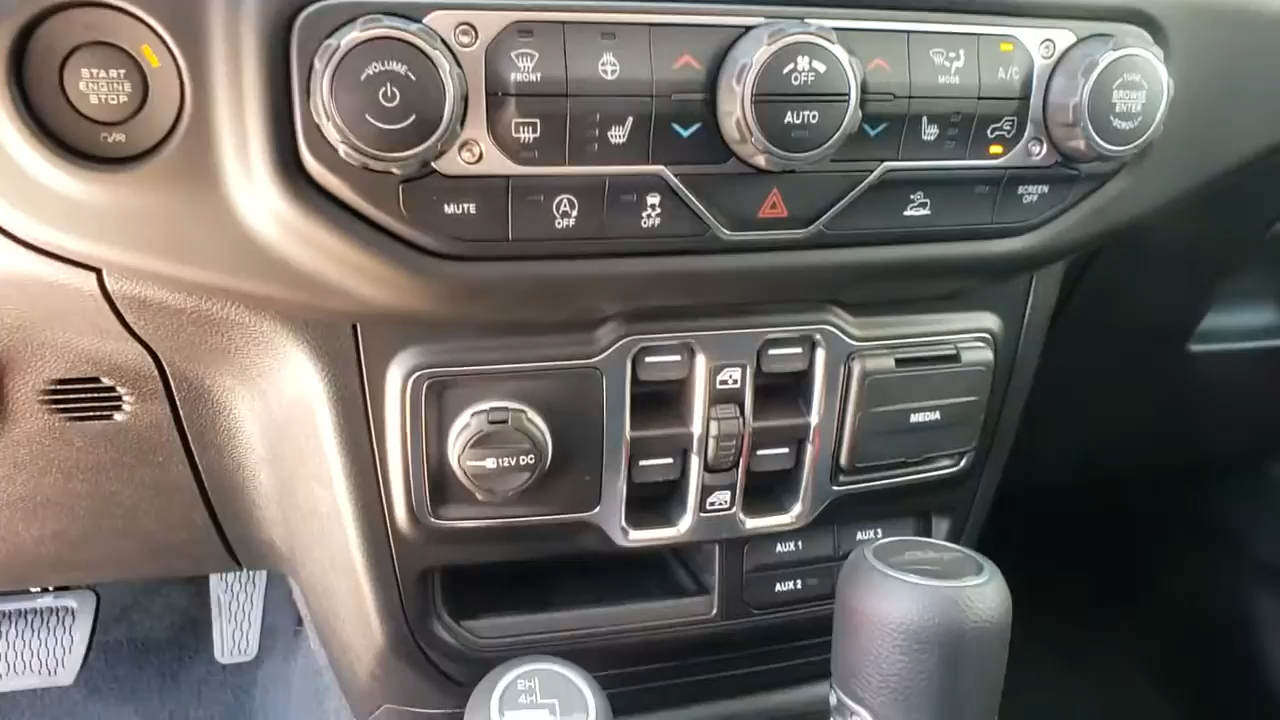 START
ENGINE
STOP
VOLUME
FRONT
OFF
AUTO
MODE
A/C
TUNE
BROWSE
ENTER
SCROLL
MUTE
A
OFF
OFF
SCREEN
OFF
12V DC
MEDIA
AUX 1
AUX 3
AUX 2
2H
4H